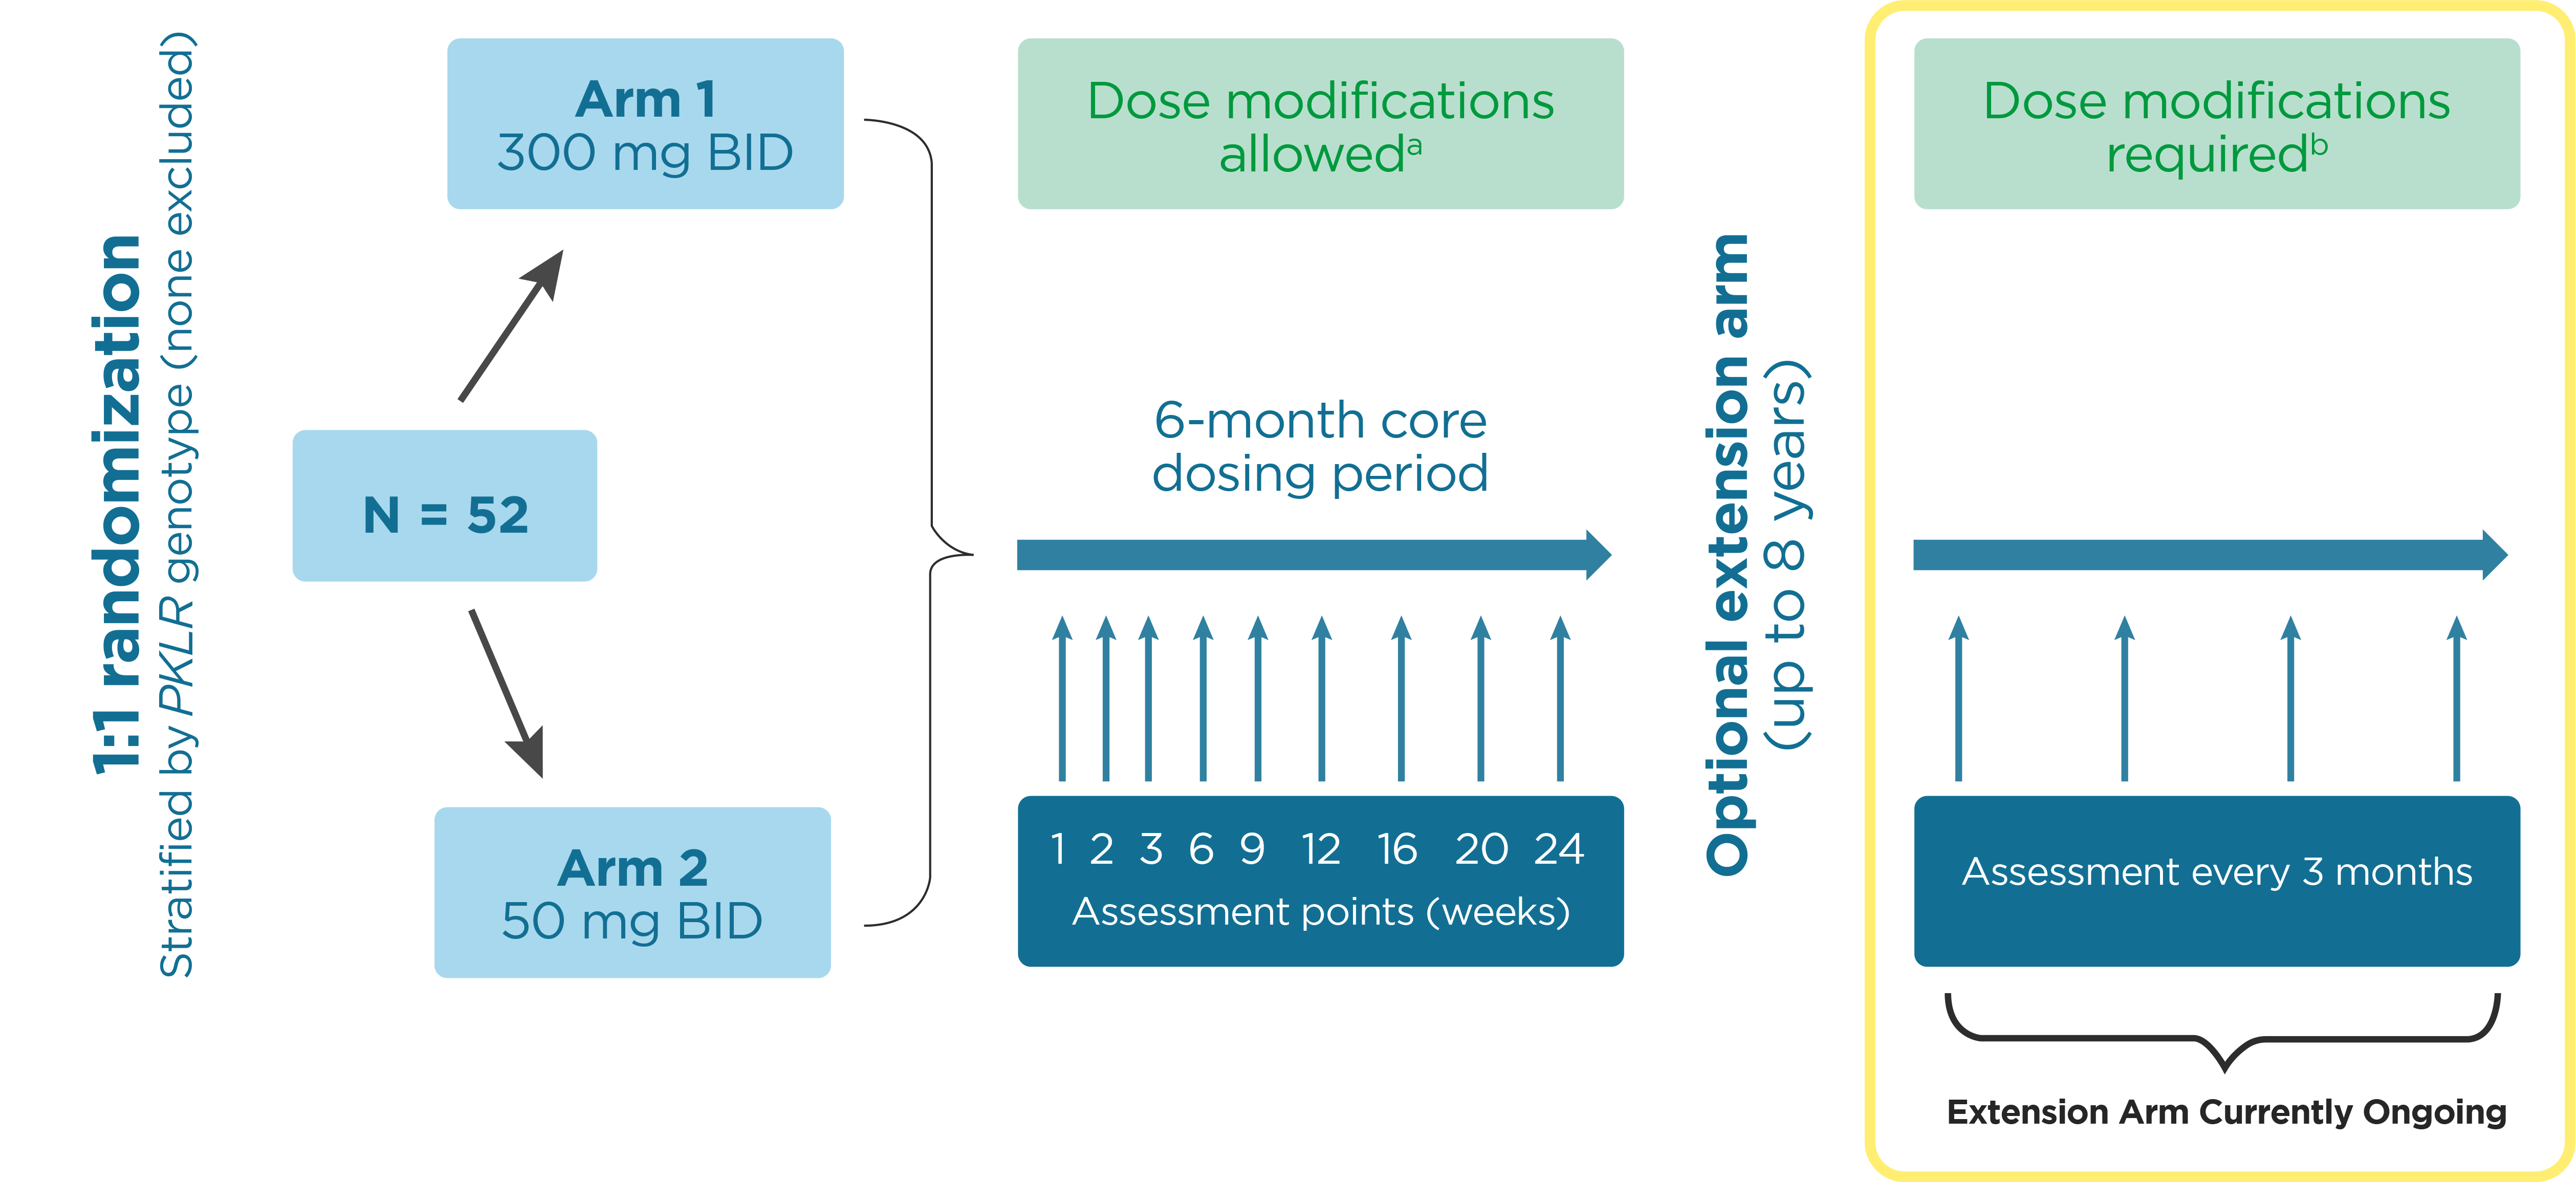 1:1 randomization
Stratified by PKLR genotype (none excluded)
Arm 1
300 mg BID
N = 52
Arm 2
50 mg BID
Dose modifications
allowedᵃ
6-month core
dosing period
1 2 3 6 9 12 16 20 24
Assessment points (weeks)
Optional extension arm
(up to 8 years)
Dose modifications
requiredᵇ
Assessment every 3 months
Extension Arm Currently Ongoing